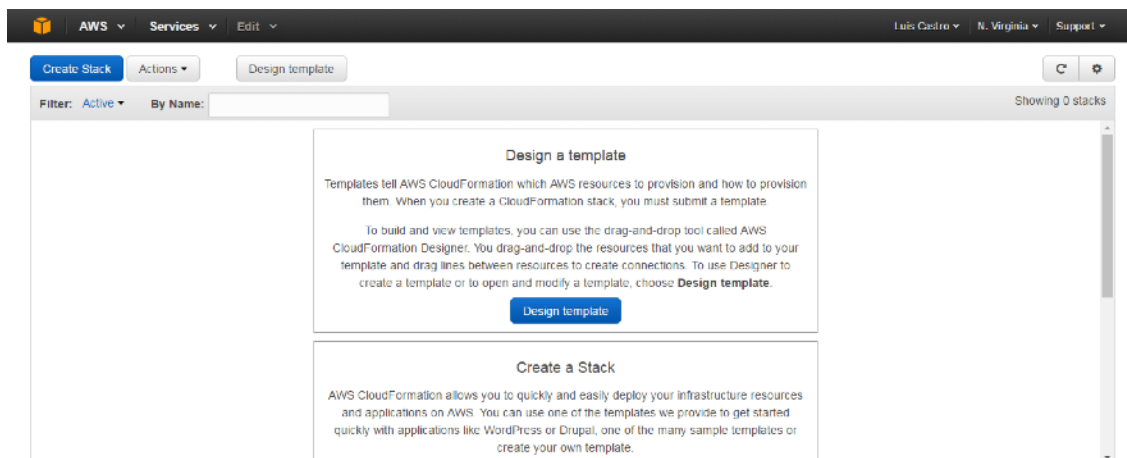 AWS Services Edit Luis Castro N. Virginia Support
Create Stack Actions Design template
Filter: Active By Name: Showing 0 stacks
Design a template
Templates tell AWS CloudFormation which AWS resources to provision and how to provision
them. When you create a CloudFormation stack, you must submit a template
To build and view templates, you can use the drag-and-drop tool called AWS
CloudFormation Designer. You drag-and-drop the resources that you want to add to your
template and drag lines between resources to create connections. To use Designer to
create a template or to open and modify a template, choose Design template.
Design template
Create a Stack
AWS CloudFormation allows you to quickly and easily deploy your infrastructure resources
and applications on AWS. You can use one of the templates we provide to get started
quickly with applications like WordPress or Drupal, one of the many sample templates or
create your own template.